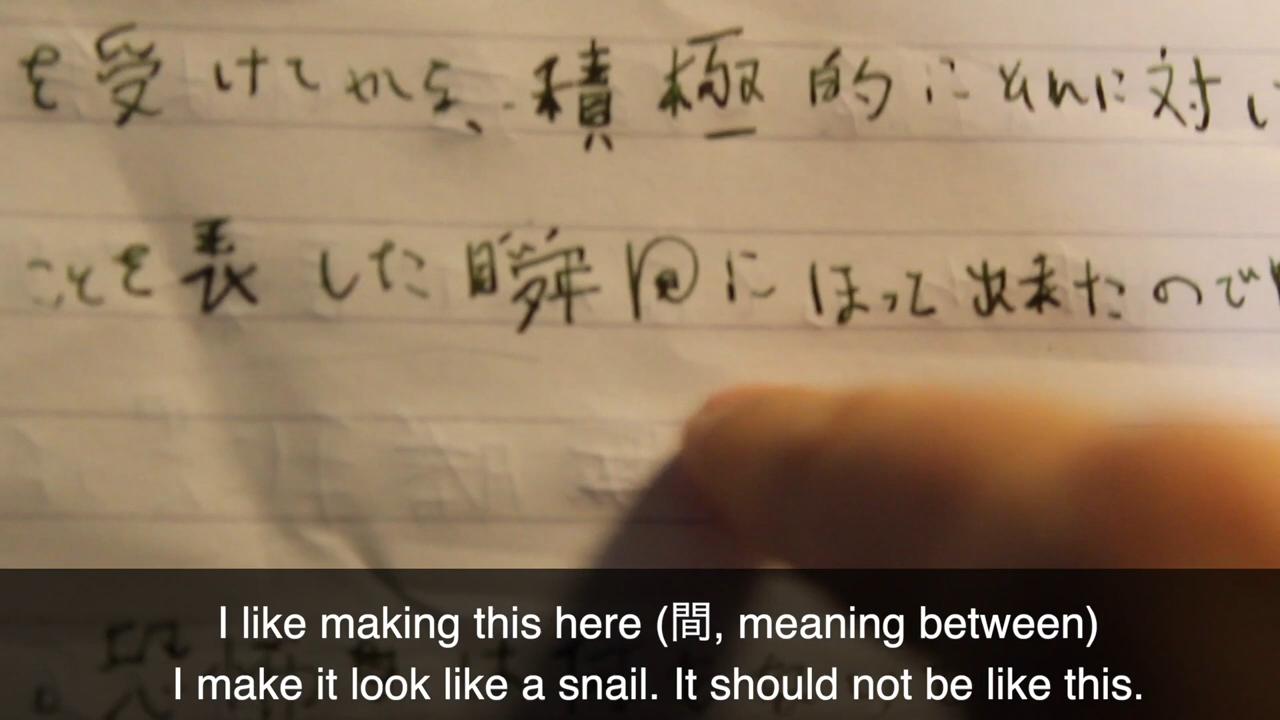 を受けてから、積極的にそれに対し
ことを表した瞬間にほって出来たので
I like making this here (間, meaning between)
I make it look like a snail. It should not be like this.